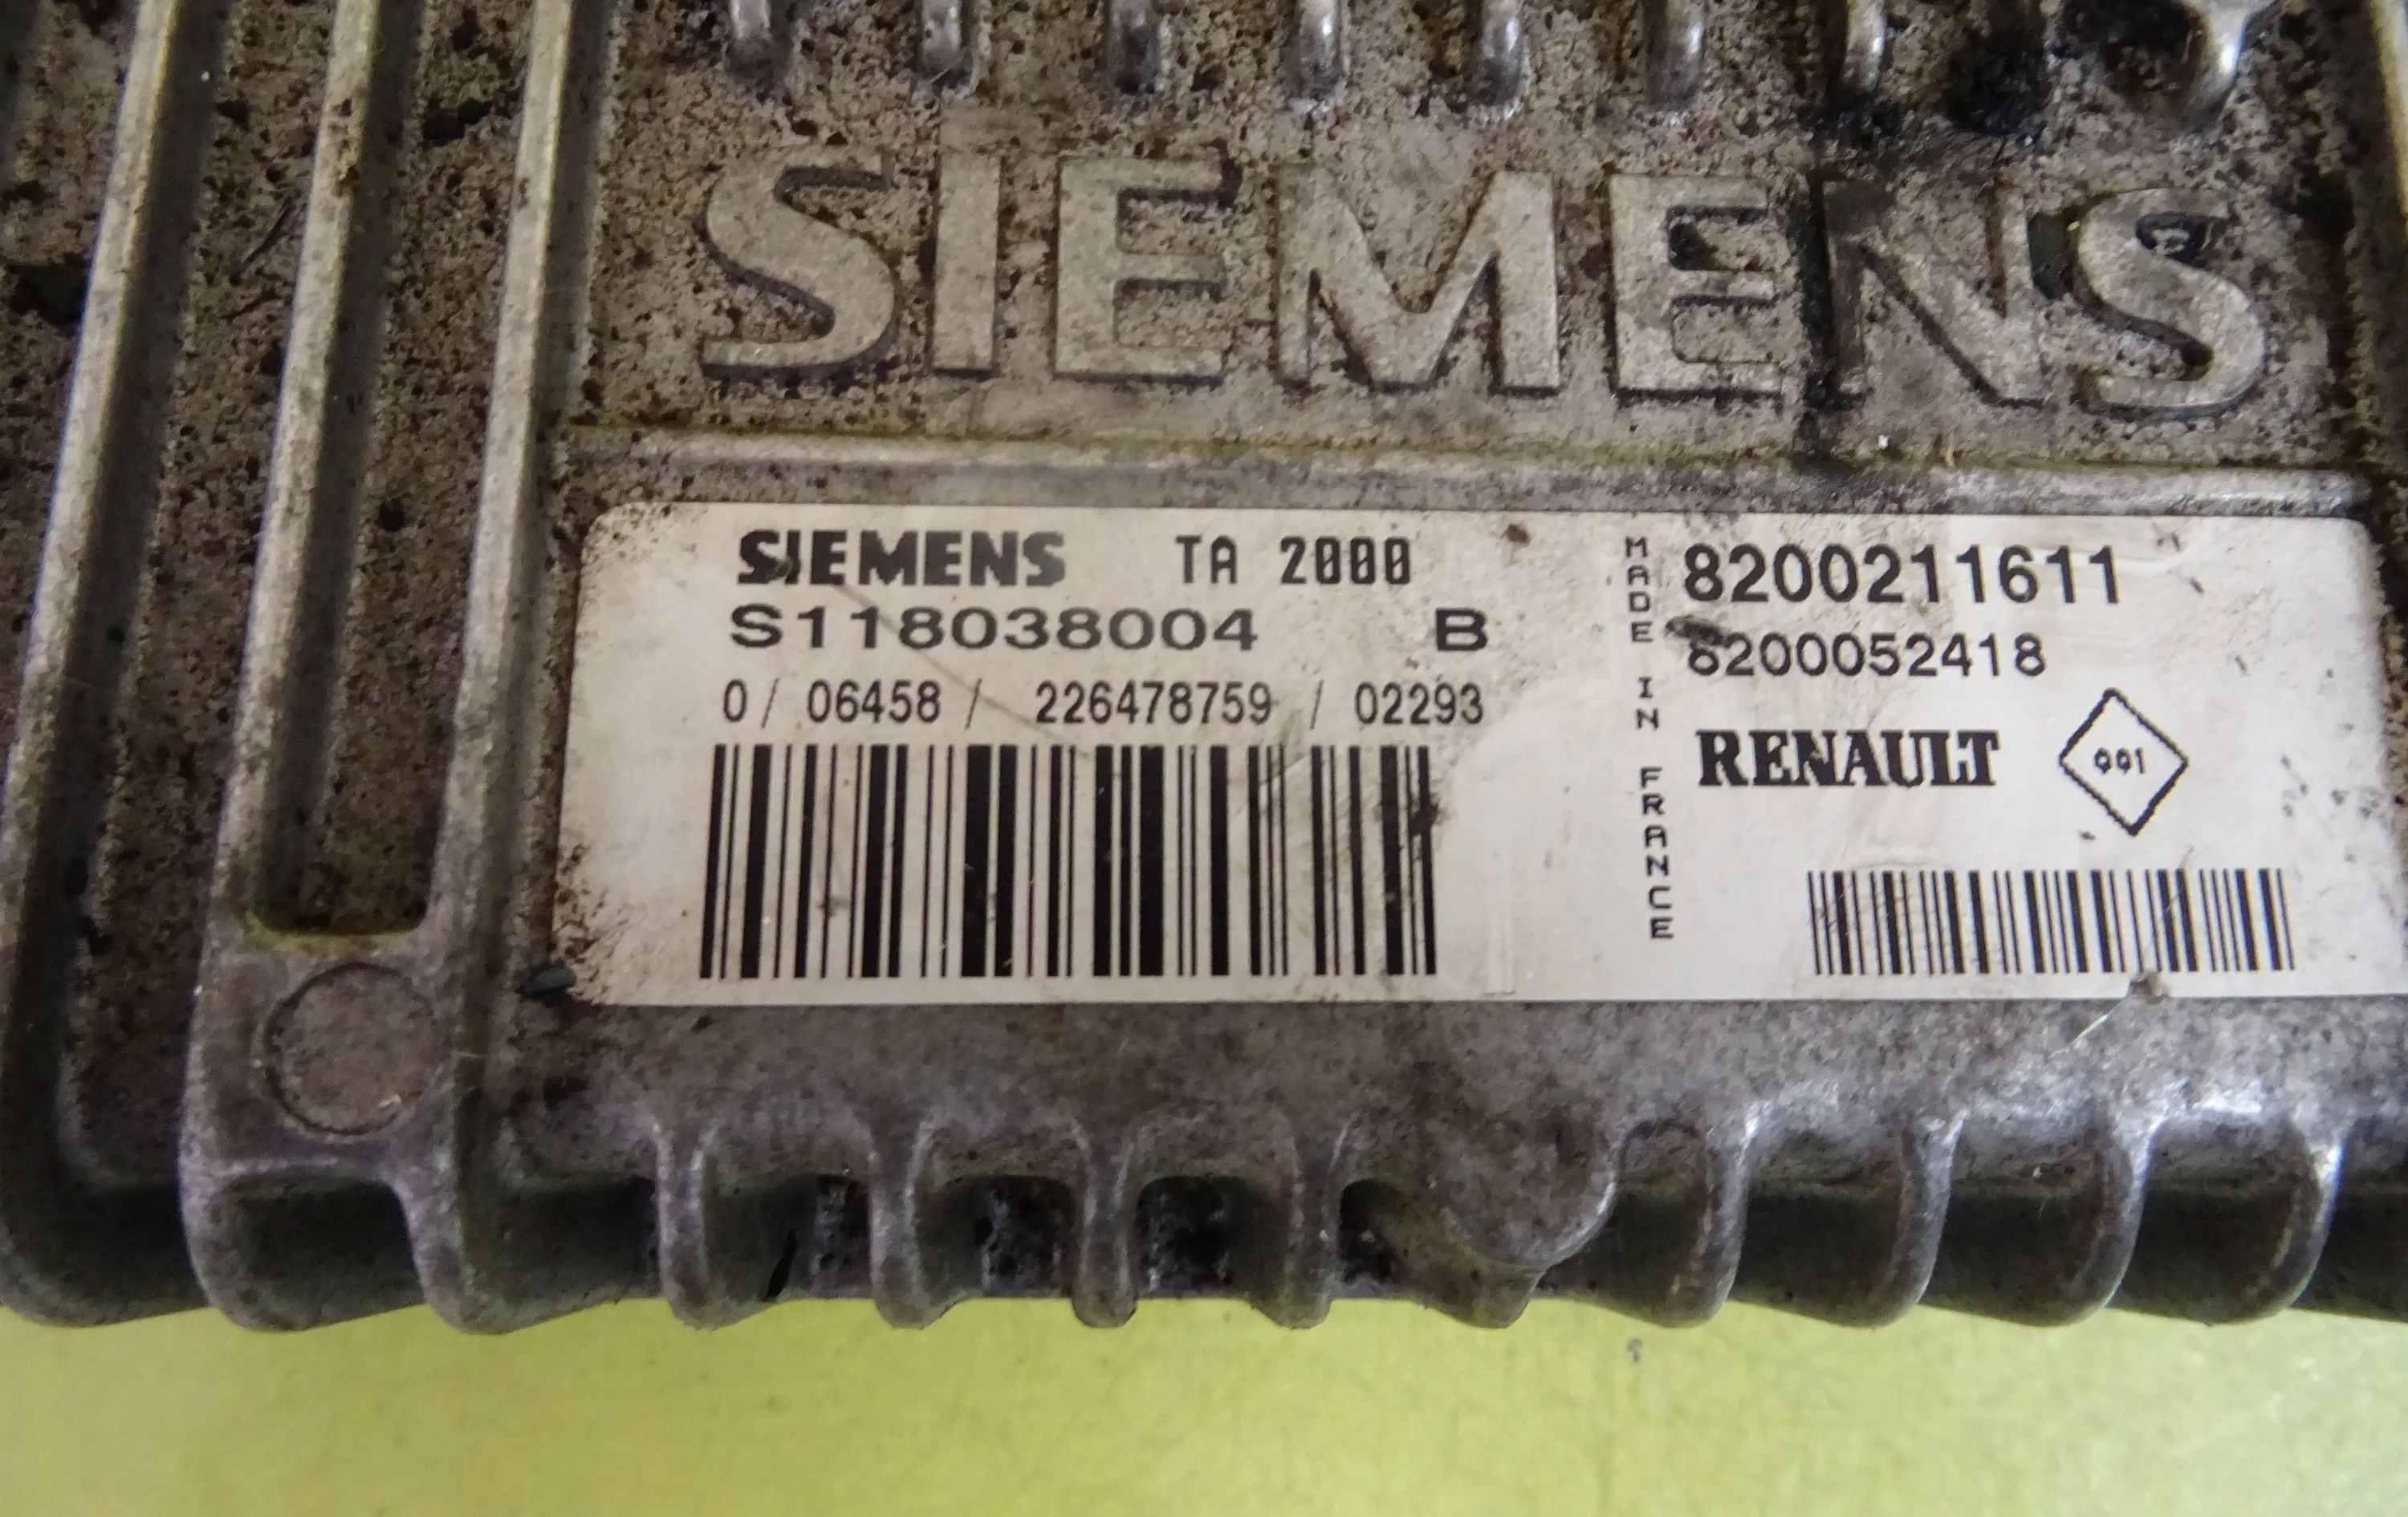 SIEMENS
SIEMENS TA 2000
S118038004 B
0/ 06458 / 226478759 / 02293
MADE IN FRANCE
8200211611
8200052418
RENAULT
001